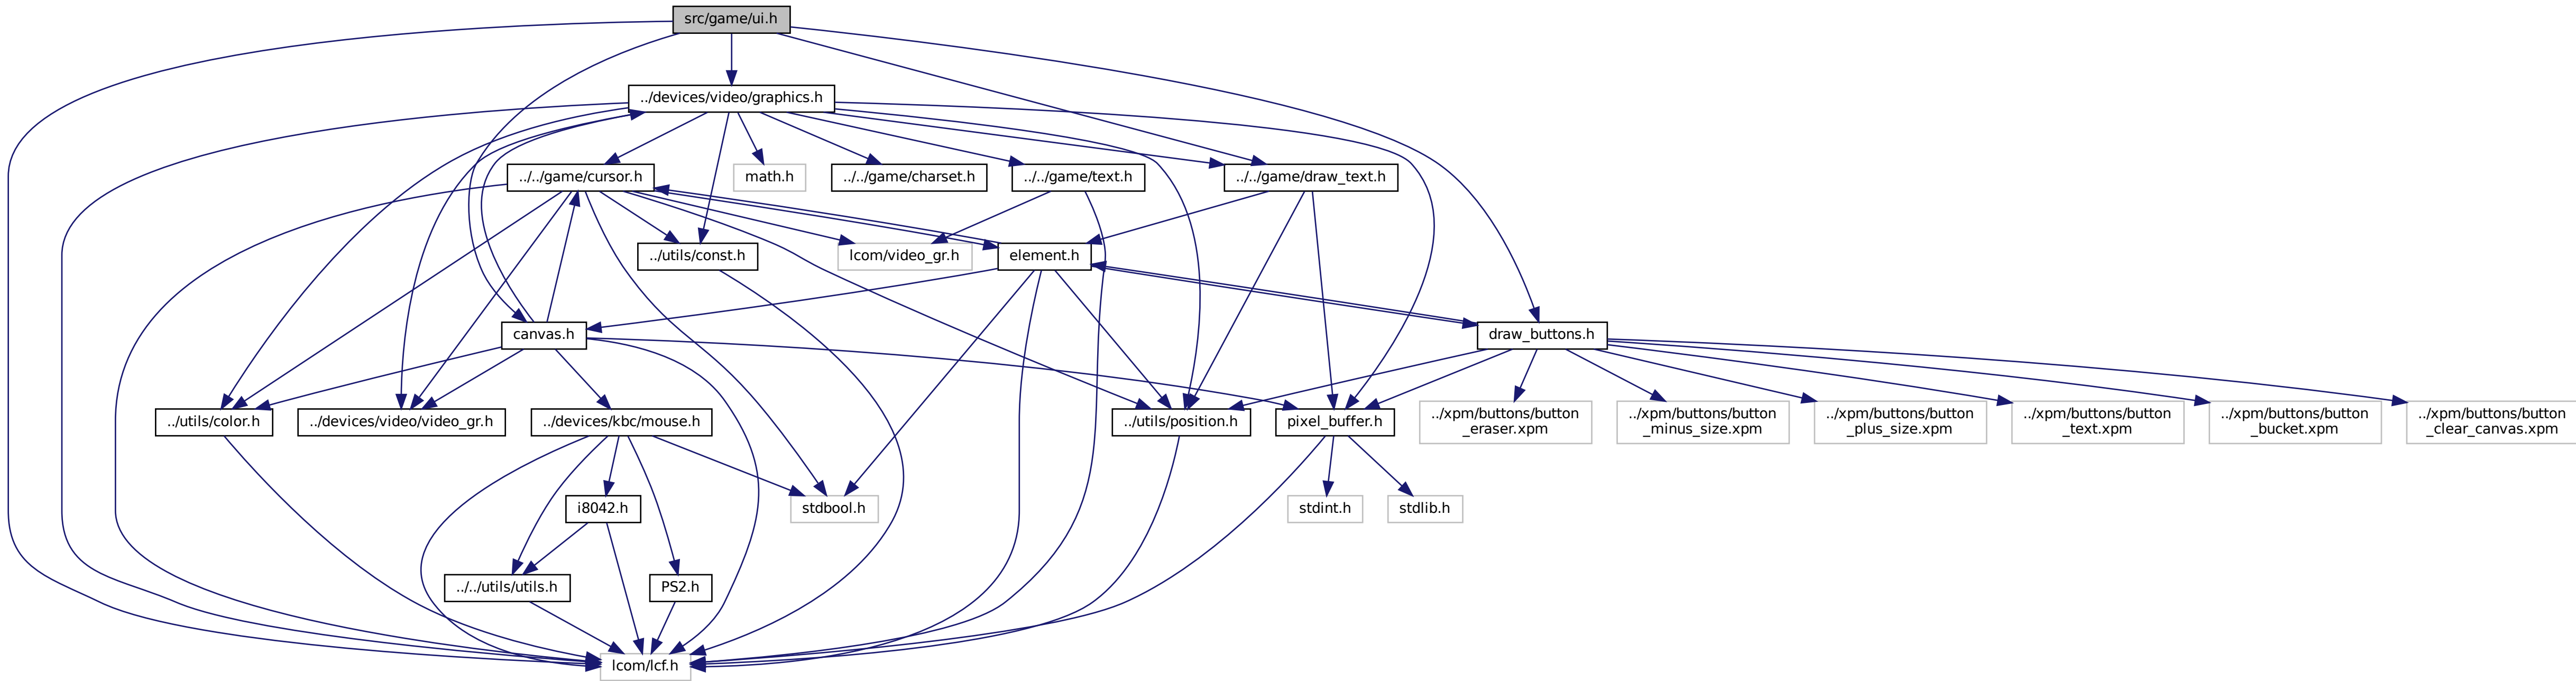 src/game/ui.h
../devices/video/graphics.h
../../game/cursor.h
math.h
../../game/charset.h
../../game/text.h
../../game/draw_text.h
../utils/const.h
lcom/video_gr.h
element.h
canvas.h
draw_buttons.h
../utils/color.h
../devices/video/video_gr.h
../devices/kbc/mouse.h
../utils/position.h
pixel_buffer.h
../xpm/buttons/button
_eraser.xpm
../xpm/buttons/button
_minus_size.xpm
../xpm/buttons/button
_plus_size.xpm
../xpm/buttons/button
_text.xpm
../xpm/buttons/button
_bucket.xpm
../xpm/buttons/button
_clear_canvas.xpm
i8042.h
stdbool.h
stdint.h
stdlib.h
../../utils/utils.h
PS2.h
lcom/lcf.h